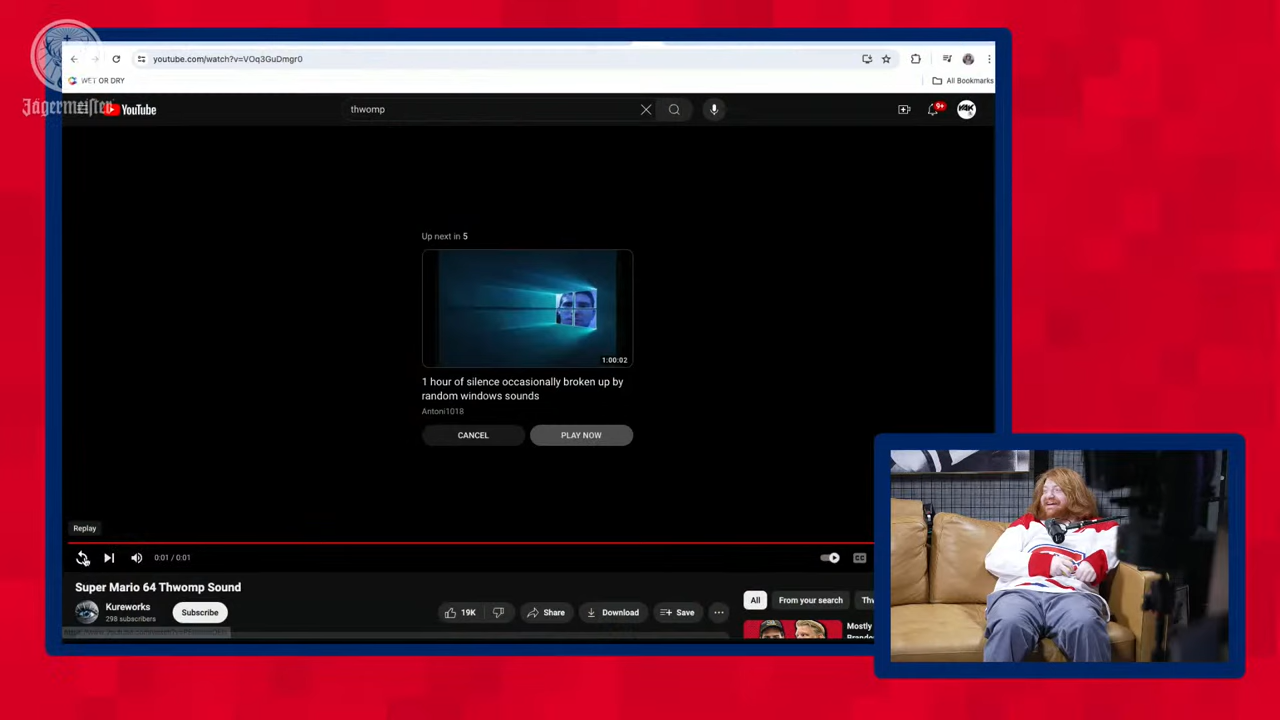 Jägermeister
youtube.com/watch?v=VOq3GuDmgr0
WET OR DRY
All Bookmarks
YouTube
thwomp
9+
Up next in 5
1:00:02
1 hour of silence occasionally broken up by
random windows sounds
Antoni1018
CANCEL
PLAY NOW
Replay
0:01 / 0:01
CC
Super Mario 64 Thwomp Sound
Kureworks
298 subscribers
Subscribe
19K
Share
Download
Save
All
From your search
Mostly